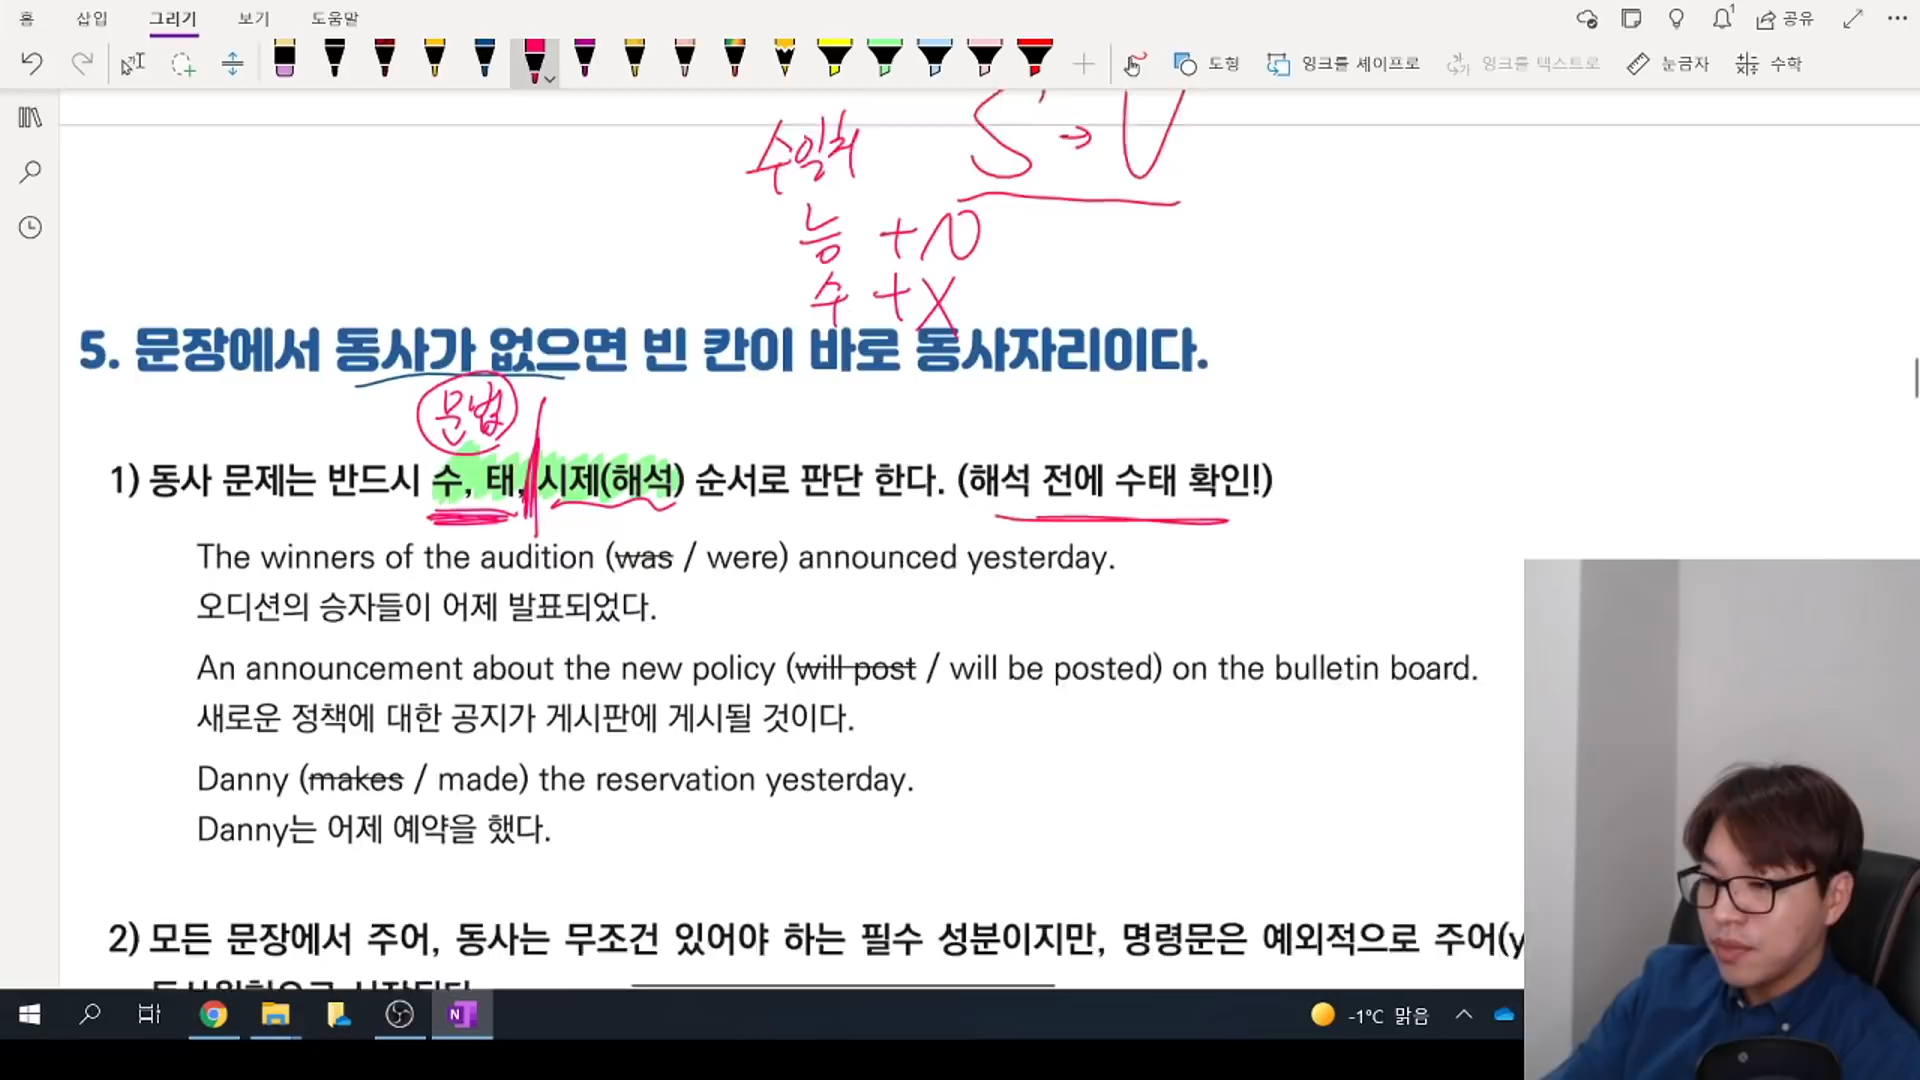 홈 삽입 그리기 보기 도움말
1 공유
도형 잉크를 셰이프로 잉크를 텍스트로 눈금자 수학
수일치 S → V
능 + N
수 + X
5. 문장에서 동사가 없으면 빈 칸이 바로 동사자리이다.
문법
1) 동사 문제는 반드시 수, 태, 시제(해석) 순서로 판단 한다. (해석 전에 수태 확인!)
The winners of the audition (was / were) announced yesterday.
오디션의 승자들이 어제 발표되었다.
An announcement about the new policy (will post / will be posted) on the bulletin board.
새로운 정책에 대한 공지가 게시판에 게시될 것이다.
Danny (makes / made) the reservation yesterday.
Danny는 어제 예약을 했다.
2) 모든 문장에서 주어, 동사는 무조건 있어야 하는 필수 성분이지만, 명령문은 예외적으로 주어(y
N -1°C 맑음